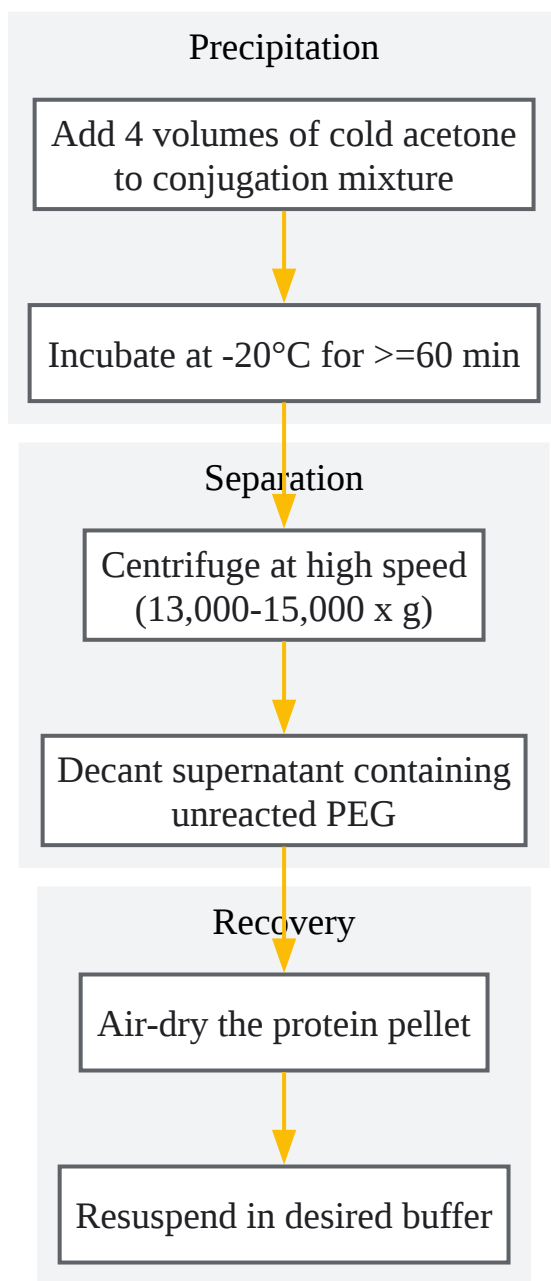 Precipitation
Add 4 volumes of cold acetone
to conjugation mixture
Incubate at -20°C for >=60 min
Separation
Centrifuge at high speed
(13,000-15,000 x g)
Decant supernatant containing
unreacted PEG
Recovery
Air-dry the protein pellet
Resuspend in desired buffer